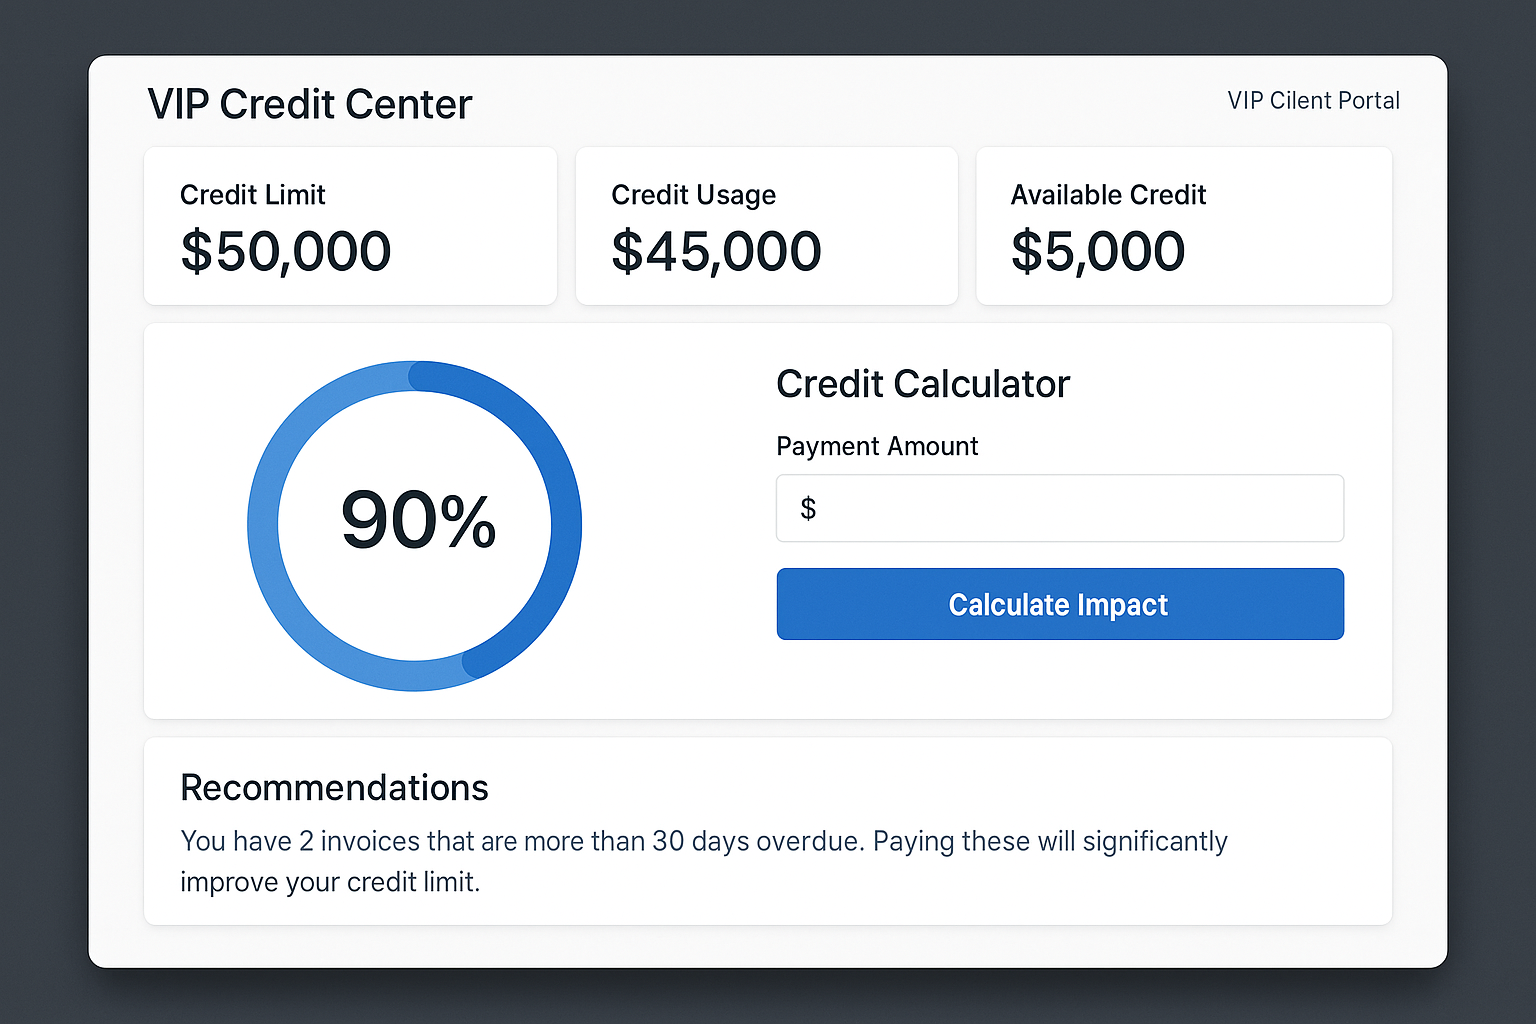 VIP Credit Center
VIP Cilent Portal
Credit Limit
$50,000
Credit Usage
$45,000
Available Credit
$5,000
90%
Credit Calculator
Payment Amount
$
Calculate Impact
Recommendations
You have 2 invoices that are more than 30 days overdue. Paying these will significantly
improve your credit limit.